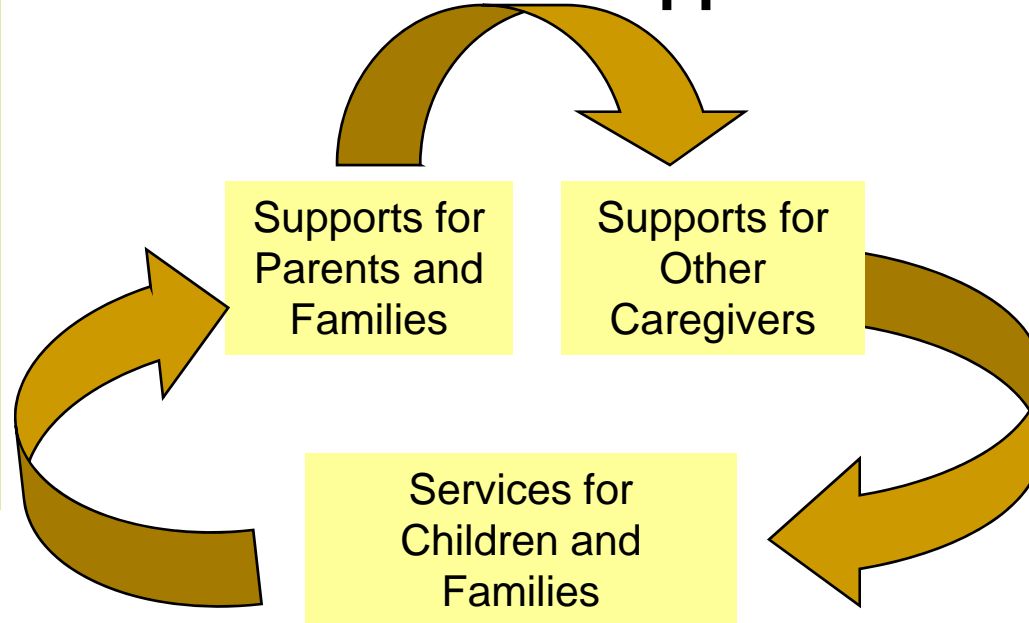 Supports for
Parents and
Families
Supports for
Other
Caregivers
Services for
Children and
Families